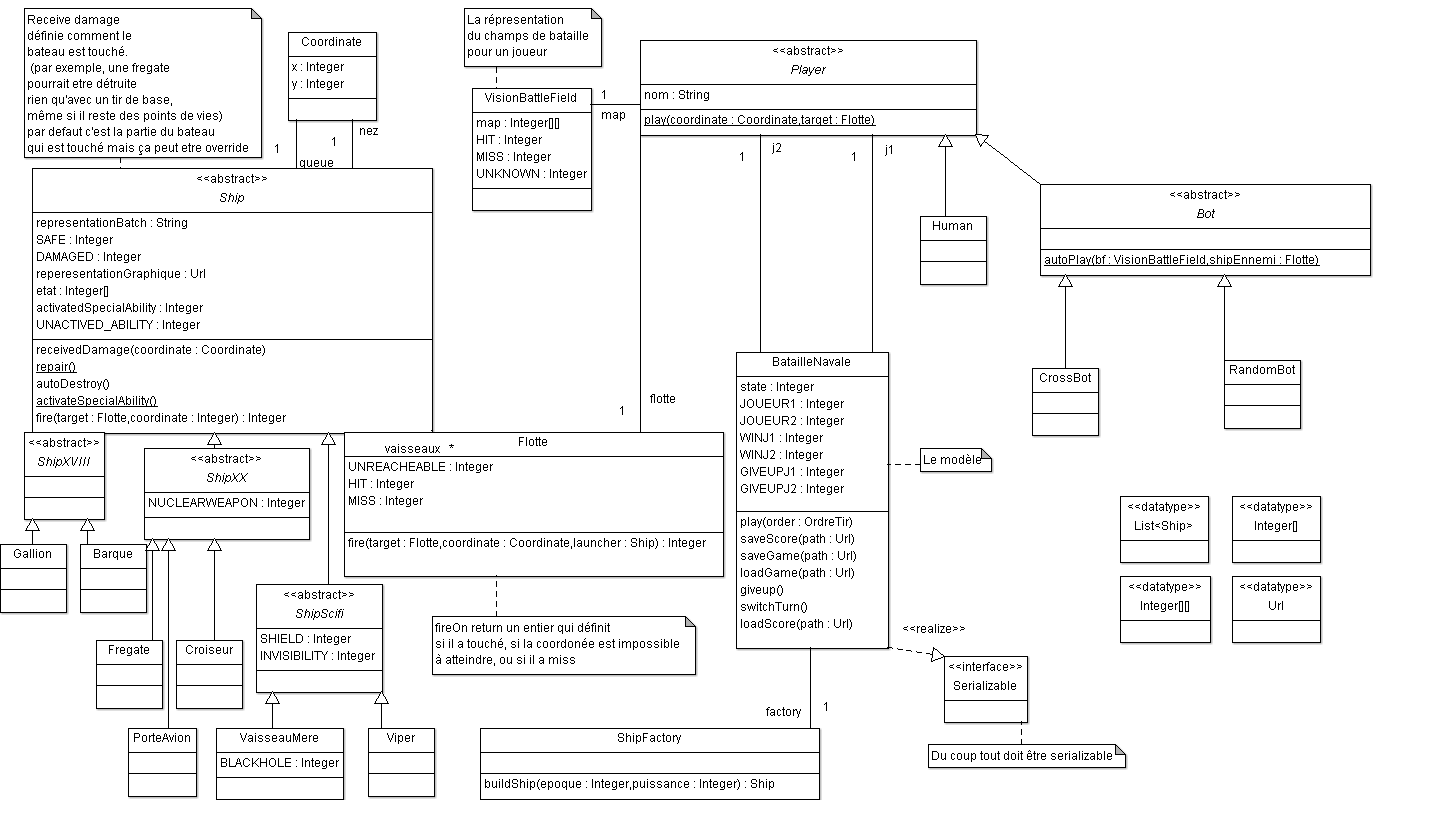 Receive damage
définie comment le
bateau est touché.
(par exemple, une fregate
pourrait etre détruite
rien qu'avec un tir de base,
même si il reste des points de vies)
par defaut c'est la partie du bateau
qui est touché mais ça peut etre override
Coordinate
x : Integer
y : Integer
1
queue
1
nez
La répresentation
du champs de bataille
pour un joueur
VisionBattleField
map : Integer[][]
HIT : Integer
MISS : Integer
UNKNOWN : Integer
1
map
<<abstract>>
Player
nom : String
play(coordinate : Coordinate,target : Flotte)
1
j2
1
j1
Human
<<abstract>>
Bot
autoPlay(bf : VisionBattleField,shipEnnemi : Flotte)
CrossBot
RandomBot
<<abstract>>
Ship
representationBatch : String
SAFE : Integer
DAMAGED : Integer
reperesentationGraphique : Url
etat : Integer[]
activatedSpecialAbility : Integer
UNACTIVED_ABILITY : Integer
receivedDamage(coordinate : Coordinate)
repair()
autoDestroy()
activateSpecialAbility()
fire(target : Flotte,coordinate : Integer) : Integer
1
flotte
BatailleNavale
state : Integer
JOUEUR1 : Integer
JOUEUR2 : Integer
WINJ1 : Integer
WINJ2 : Integer
GIVEUPJ1 : Integer
GIVEUPJ2 : Integer
play(order : OrdreTir)
saveScore(path : Url)
saveGame(path : Url)
loadGame(path : Url)
giveup()
switchTurn()
loadScore(path : Url)
Le modèle
<<abstract>>
ShipXVIII
<<abstract>>
ShipXX
NUCLEARWEAPON : Integer
vaisseaux *
Flotte
UNREACHEABLE : Integer
HIT : Integer
MISS : Integer
fire(target : Flotte,coordinate : Coordinate,launcher : Ship) : Integer
<<datatype>>
List<Ship>
<<datatype>>
Integer[]
<<datatype>>
Integer[][]
<<datatype>>
Url
Gallion
Barque
<<abstract>>
ShipScifi
SHIELD : Integer
INVISIBILITY : Integer
fireOn return un entier qui définit
si il a touché, si la coordonée est impossible
à atteindre, ou si il a miss
<<realize>>
<<interface>>
Serializable
Fregate
Croiseur
factory
1
PorteAvion
VaisseauMere
BLACKHOLE : Integer
Viper
ShipFactory
buildShip(epoque : Integer,puissance : Integer) : Ship
Du coup tout doit être serializable